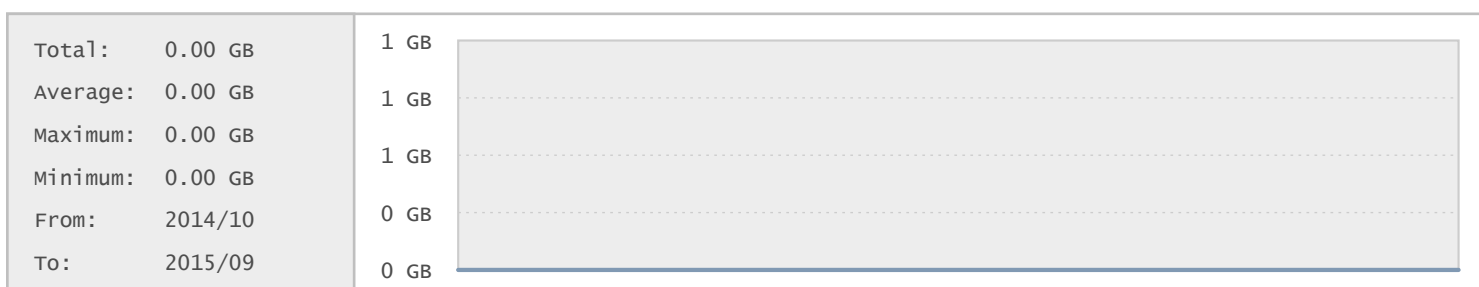 Total: 0.00 GB
Average: 0.00 GB
Maximum: 0.00 GB
Minimum: 0.00 GB
From: 2014/10
To: 2015/09
1 GB
1 GB
1 GB
0 GB
0 GB